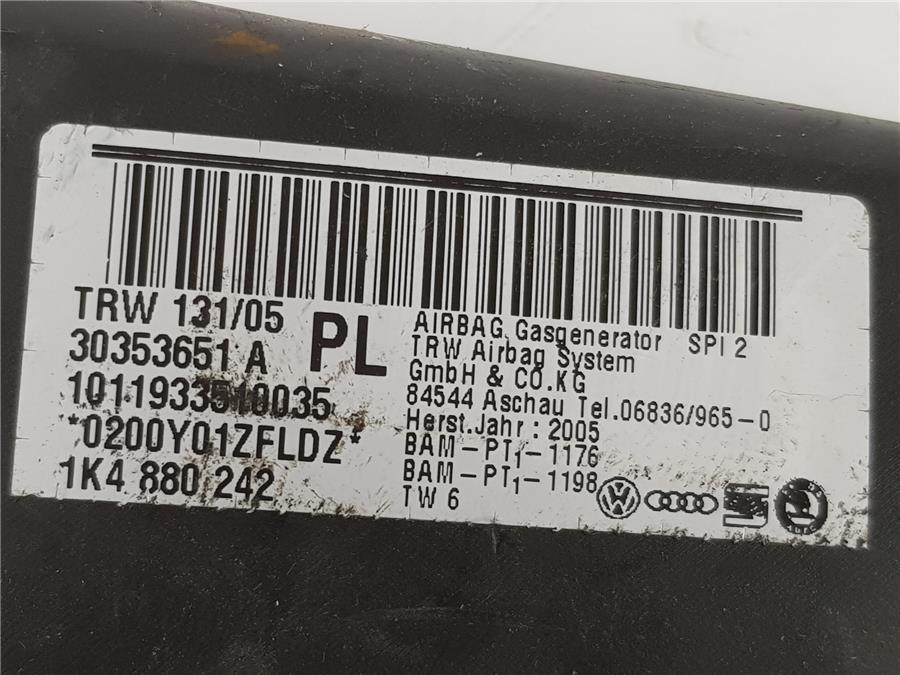 TRW 131/05
30353651 A
PL
1011933510035
*0200Y01ZFLDZ*
1K4 880 242
AIRBAG, Gasgenerator SPI 2
TRW Airbag System
GmbH & CO.KG
84544 Aschau Tel.06836/965-0
Herst.Jahr: 2005
BAM-PT1-1176
BAM-PT1-1198
TW 6